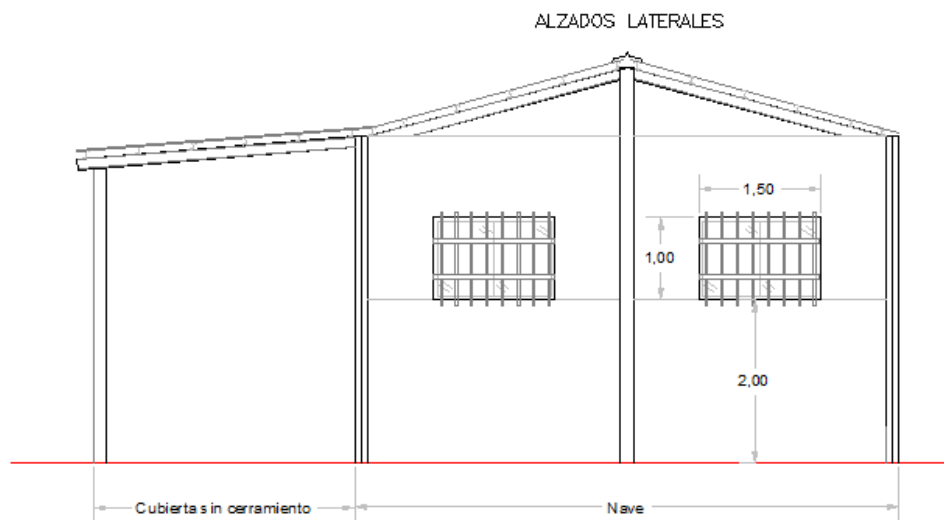 ALZADOS LATERALES
1,50
1,00
2,00
Cubierta sin cerramiento
Nave